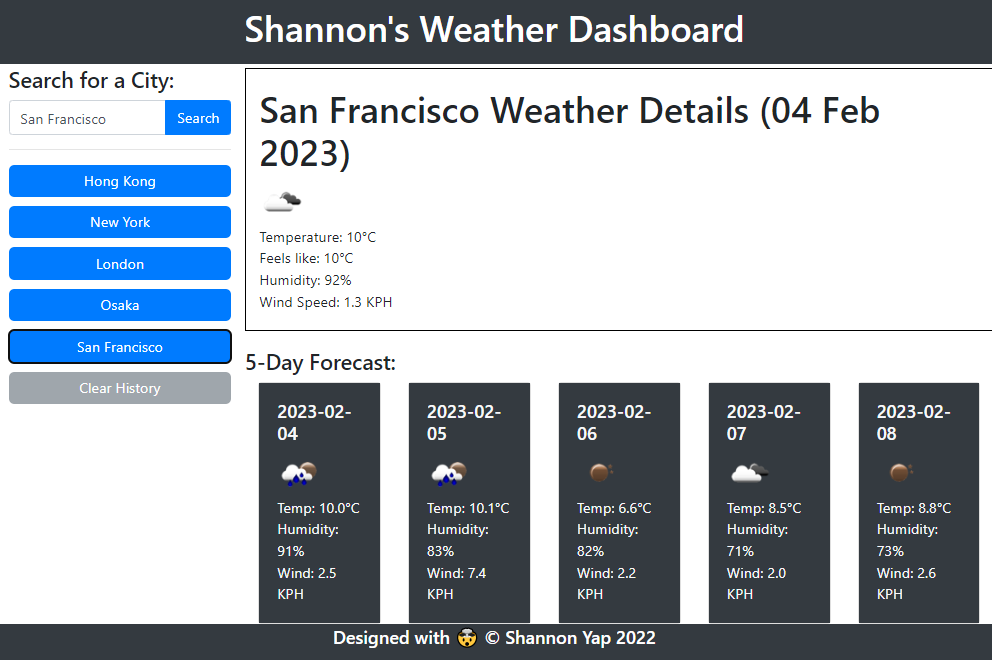 Shannon's Weather Dashboard
Search for a City:
San Francisco
Search
Hong Kong
New York
London
Osaka
San Francisco
Clear History
San Francisco Weather Details (04 Feb
2023)
Temperature: 10°C
Feels like: 10°C
Humidity: 92%
Wind Speed: 1.3 KPH
5-Day Forecast:
2023-02-
04
Temp: 10.0°C
Humidity:
91%
Wind: 2.5
KPH
2023-02-
05
Temp: 10.1°C
Humidity:
83%
Wind: 7.4
KPH
2023-02-
06
Temp: 6.6°C
Humidity:
82%
Wind: 2.2
KPH
2023-02-
07
Temp: 8.5°C
Humidity:
71%
Wind: 2.0
KPH
2023-02-
08
Temp: 8.8°C
Humidity:
73%
Wind: 2.6
KPH
Designed with 🤯 © Shannon Yap 2022